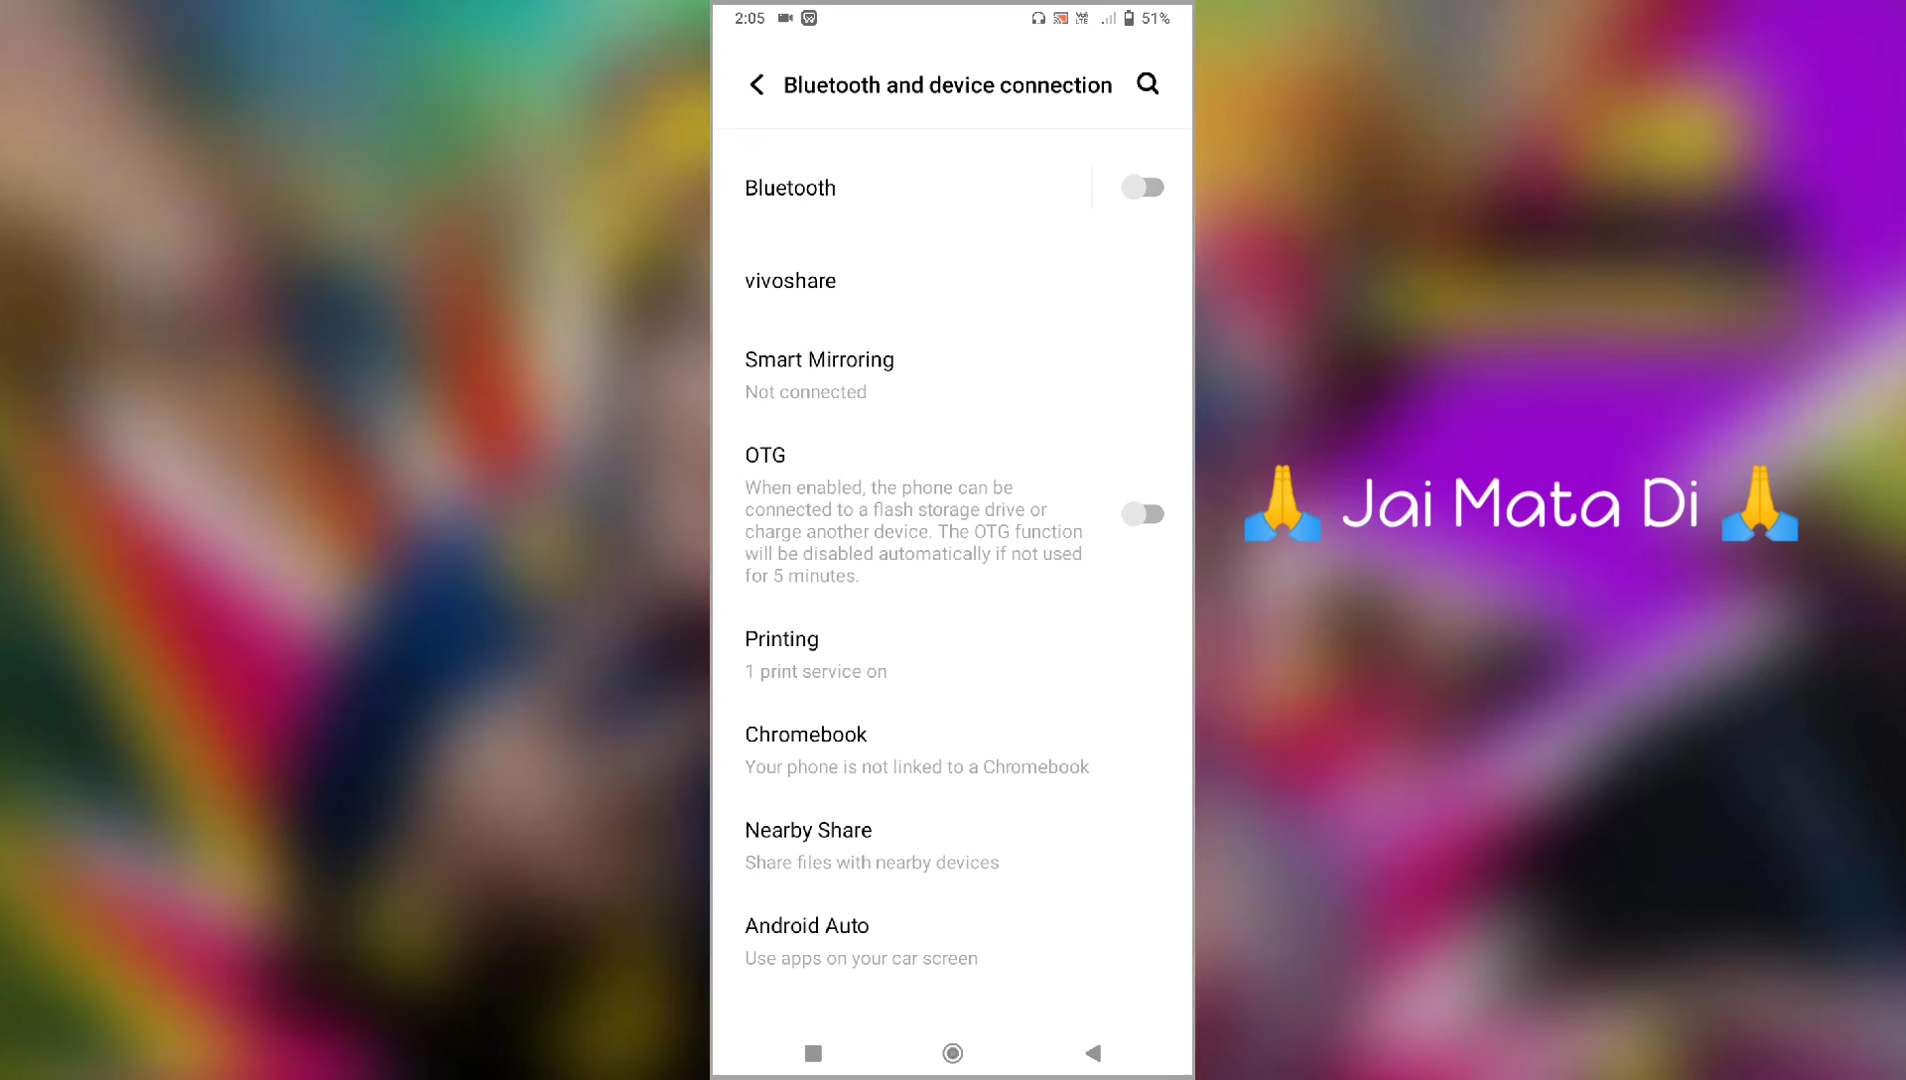 2:05
51%
Bluetooth and device connection
Bluetooth
vivoshare
Smart Mirroring
Not connected
OTG
When enabled, the phone can be
connected to a flash storage drive or
charge another device. The OTG function
will be disabled automatically if not used
for 5 minutes.
Printing
1 print service on
Chromebook
Your phone is not linked to a Chromebook
Nearby Share
Share files with nearby devices
Android Auto
Use apps on your car screen
🙏 Jai Mata Di 🙏